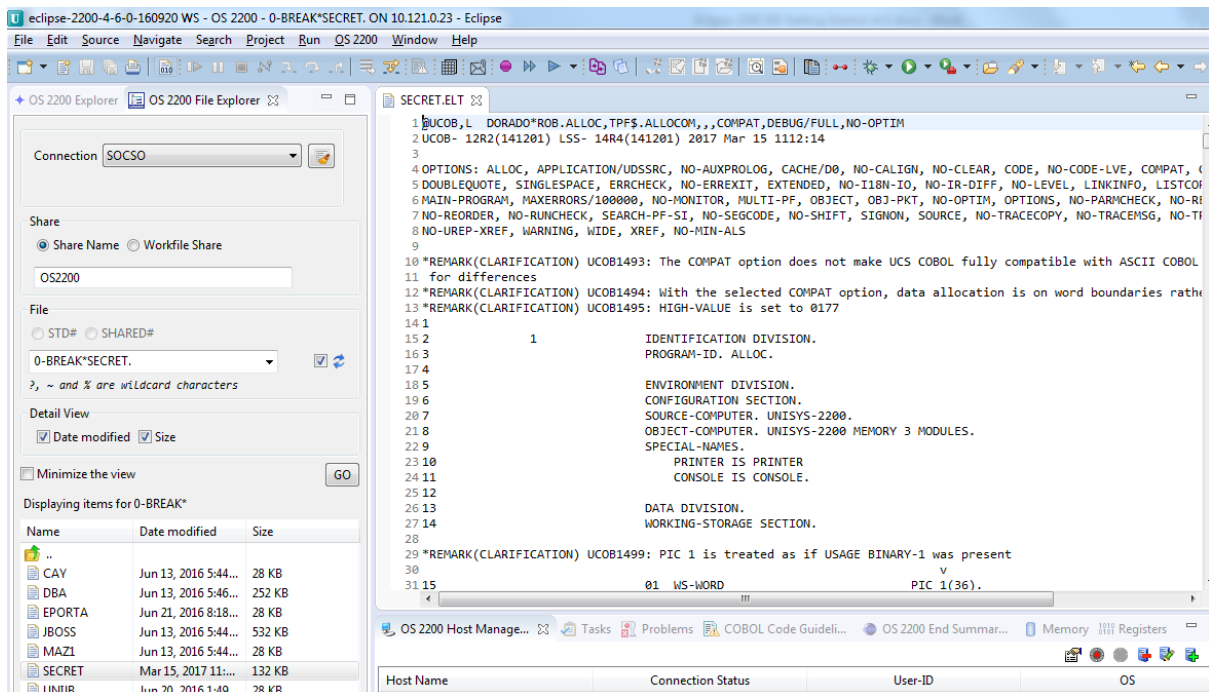 eclipse-2200-4-6-0-160920 WS - OS 2200 - 0-BREAK*SECRET. ON 10.121.0.23 - Eclipse
File Edit Source Navigate Search Project Run OS 2200 Window Help
OS 2200 Explorer OS 2200 File Explorer
Connection SOCSO
Share
Share Name Workfile Share
OS2200
File
STD# SHARED#
0-BREAK*SECRET.
?, ~ and % are wildcard characters
Detail View
Date modified Size
Minimize the view GO
Displaying items for 0-BREAK*
Name Date modified Size
..
CAY Jun 13, 2016 5:44... 28 KB
DBA Jun 13, 2016 5:46... 252 KB
EPORTA Jun 21, 2016 8:18... 28 KB
JBOSS Jun 13, 2016 5:44... 532 KB
MAZ1 Jun 13, 2016 5:44... 28 KB
SECRET Mar 15, 2017 11:... 132 KB
Jun 20, 2016 1:49 28 KB
SECRET.ELT
1 @UCOB,L DORADO*ROB.ALLOC,TPF$.ALLOCOM,,,COMPAT,DEBUG/FULL,NO-OPTIM
2 UCOB- 12R2(141201) LSS- 14R4(141201) 2017 Mar 15 1112:14
3
4 OPTIONS: ALLOC, APPLICATION/UDSSRC, NO-AUXPROLOG, CACHE/D0, NO-CALIGN, NO-CLEAR, CODE, NO-CODE-LVE, COMPAT,
5 DOUBLEQUOTE, SINGLESPACE, ERRCHECK, NO-ERREXIT, EXTENDED, NO-I18N-IO, NO-IR-DIFF, NO-LEVEL, LINKINFO, LISTCO
6 MAIN-PROGRAM, MAXERRORS/100000, NO-MONITOR, MULTI-PF, OBJECT, OBJ-PKT, NO-OPTIM, OPTIONS, NO-PARMCHECK, NO-RE
7 NO-REORDER, NO-RUNCHECK, SEARCH-PF-SI, NO-SEGCODE, NO-SHIFT, SIGNON, SOURCE, NO-TRACECOPY, NO-TRACEMSG, NO-T
8 NO-UREP-XREF, WARNING, WIDE, XREF, NO-MIN-ALS
9
10 *REMARK(CLARIFICATION) UCOB1493: The COMPAT option does not make UCS COBOL fully compatible with ASCII COBOL
11 for differences
12 *REMARK(CLARIFICATION) UCOB1494: With the selected COMPAT option, data allocation is on word boundaries rathe
13 *REMARK(CLARIFICATION) UCOB1495: HIGH-VALUE is set to 0177
14 1
15 2 1 IDENTIFICATION DIVISION.
16 3 PROGRAM-ID. ALLOC.
17 4
18 5 ENVIRONMENT DIVISION.
19 6 CONFIGURATION SECTION.
20 7 SOURCE-COMPUTER. UNISYS-2200.
21 8 OBJECT-COMPUTER. UNISYS-2200 MEMORY 3 MODULES.
22 9 SPECIAL-NAMES.
23 10 PRINTER IS PRINTER
24 11 CONSOLE IS CONSOLE.
25 12
26 13 DATA DIVISION.
27 14 WORKING-STORAGE SECTION.
28
29 *REMARK(CLARIFICATION) UCOB1499: PIC 1 is treated as if USAGE BINARY-1 was present
30 v
31 15 01 WS-WORD PIC 1(36).
OS 2200 Host Manage... Tasks Problems COBOL Code Guideli... OS 2200 End Summar... Memory Registers
Host Name Connection Status User-ID OS